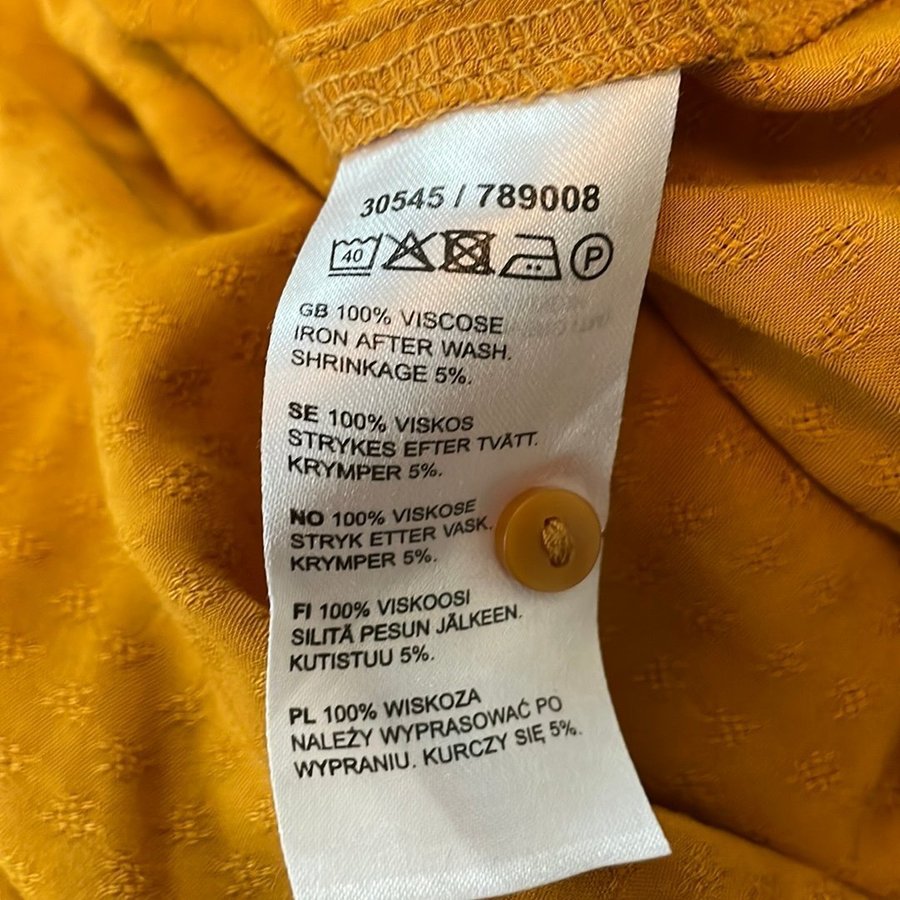 30545 / 789008
40 P
GB 100% VISCOSE
IRON AFTER WASH.
SHRINKAGE 5%.
SE 100% VISKOS
STRYKES EFTER TVÄTT.
KRYMPER 5%.
NO 100% VISKOSE
STRYK ETTER VASK.
KRYMPER 5%.
FI 100% VISKOOSI
SILITÄ PESUN JÄLKEEN.
KUTISTUU 5%.
PL 100% WISKOZA
NALEŻY WYPRASOWAĆ PO
WYPRANIU. KURCZY SIĘ 5%.